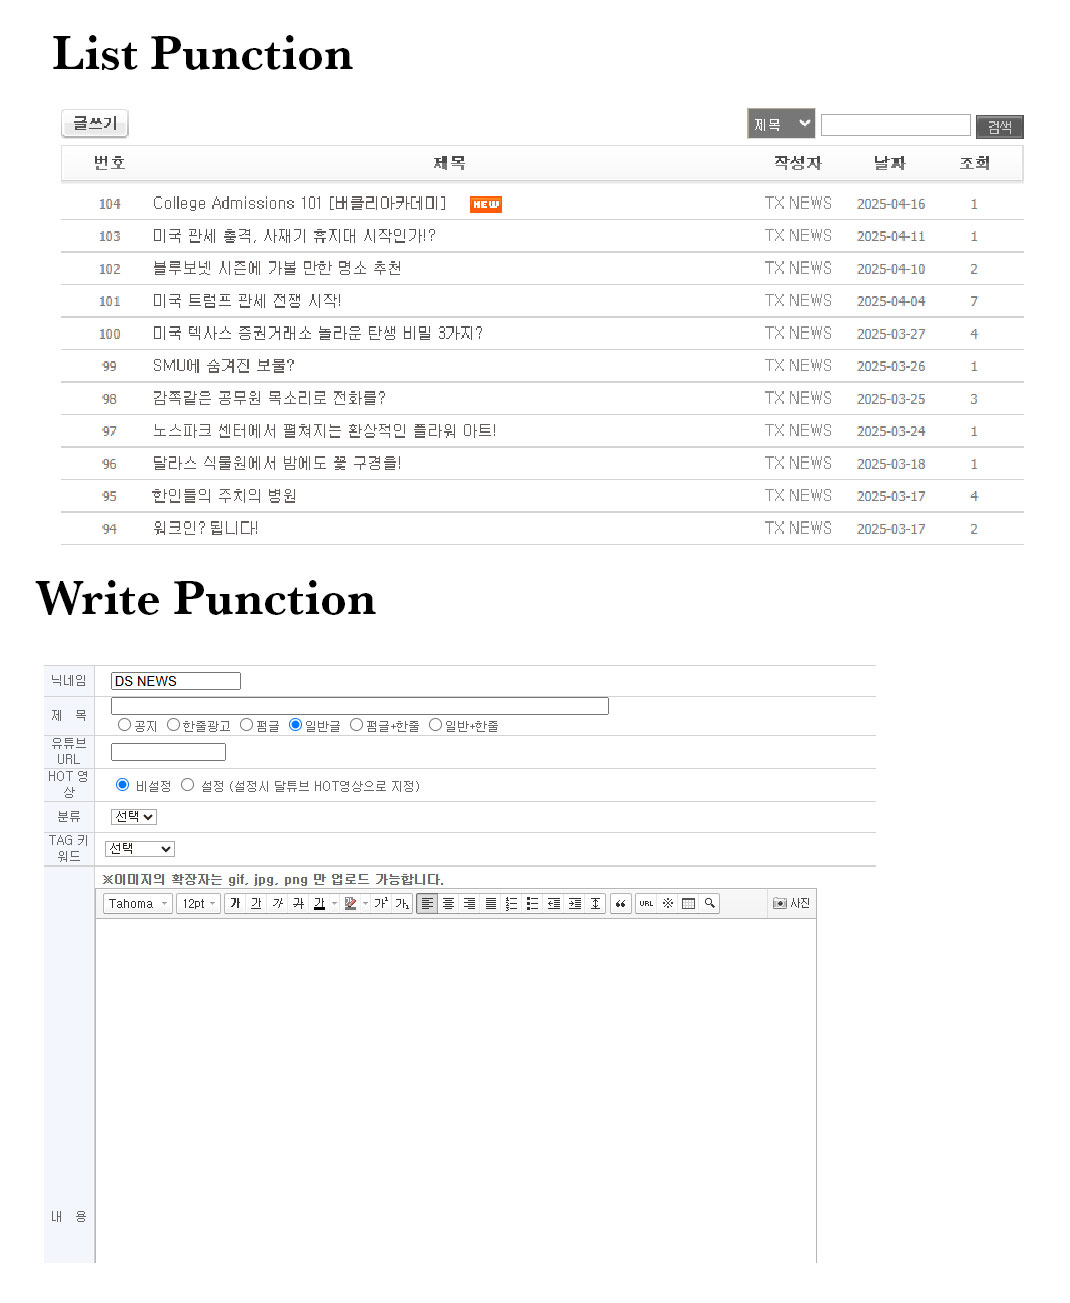 List Punction
글쓰기 제목 검색
번호 제목 작성자 날짜 조회
104 College Admissions 101 [버클리아카데미] NEW TX NEWS 2025-04-16 1
103 미국 관세 충격, 사재기 휴지대 시작인가!? TX NEWS 2025-04-11 1
102 블루보넷 시즌에 가볼 만한 명소 추천 TX NEWS 2025-04-10 2
101 미국 트럼프 관세 전쟁 시작! TX NEWS 2025-04-04 7
100 미국 텍사스 증권거래소 놀라운 탄생 비밀 3가지? TX NEWS 2025-03-27 4
99 SMU에 숨겨진 보물? TX NEWS 2025-03-26 1
98 감쪽같은 공무원 목소리로 전화를? TX NEWS 2025-03-25 3
97 노스파크 센터에서 펼쳐지는 환상적인 플라워 아트! TX NEWS 2025-03-24 1
96 달라스 식물원에서 밤에도 꽃 구경을! TX NEWS 2025-03-18 1
95 한인들의 주치의 병원 TX NEWS 2025-03-17 4
94 워크인? 됩니다! TX NEWS 2025-03-17 2
Write Punction
닉네임 DS NEWS
제 목
공지 한줄광고 펌글 일반글 펌글+한줄 일반+한줄
유튜브
URL
HOT 영
상
비설정 설정 (설정시 달튜브 HOT영상으로 지정)
분류 선택
TAG 키
워드
선택
※이미지의 확장자는 gif, jpg, png 만 업로드 가능합니다.
Tahoma 12pt 가 가 가 가 가 가¹ 가₁ “ URL ※ 사진
내 용